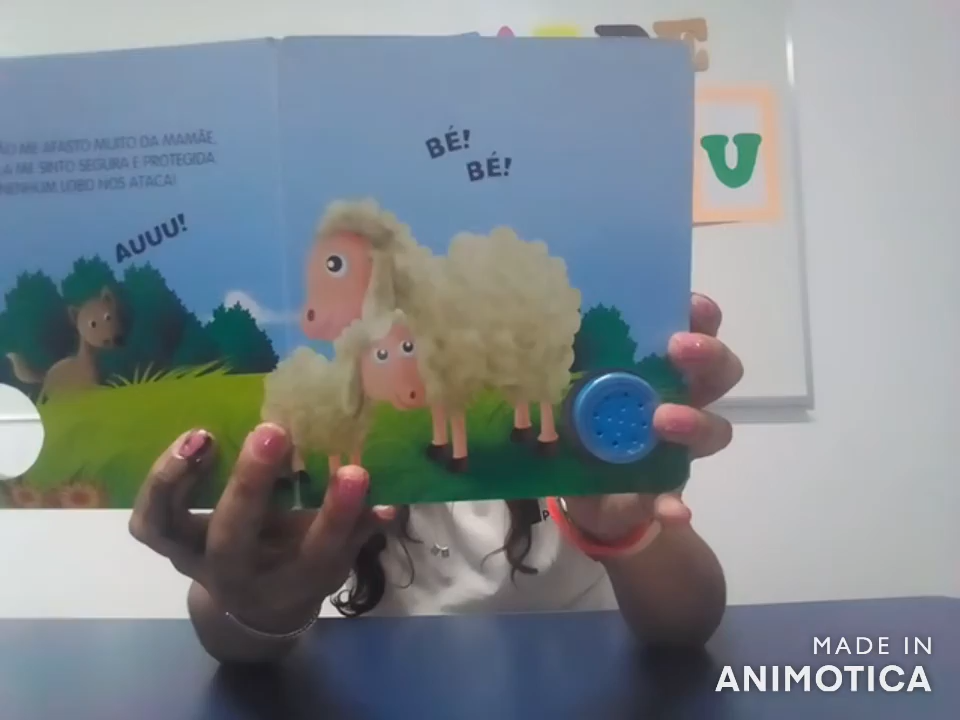 ÃO ME AFASTO MUITO DA MAMÃE,
LA ME SINTO SEGURA E PROTEGIDA
NENHUM LOBO NOS ATACA!
AUUU!
BÉ!
BÉ!
U
MADE IN
ANIMOTICA